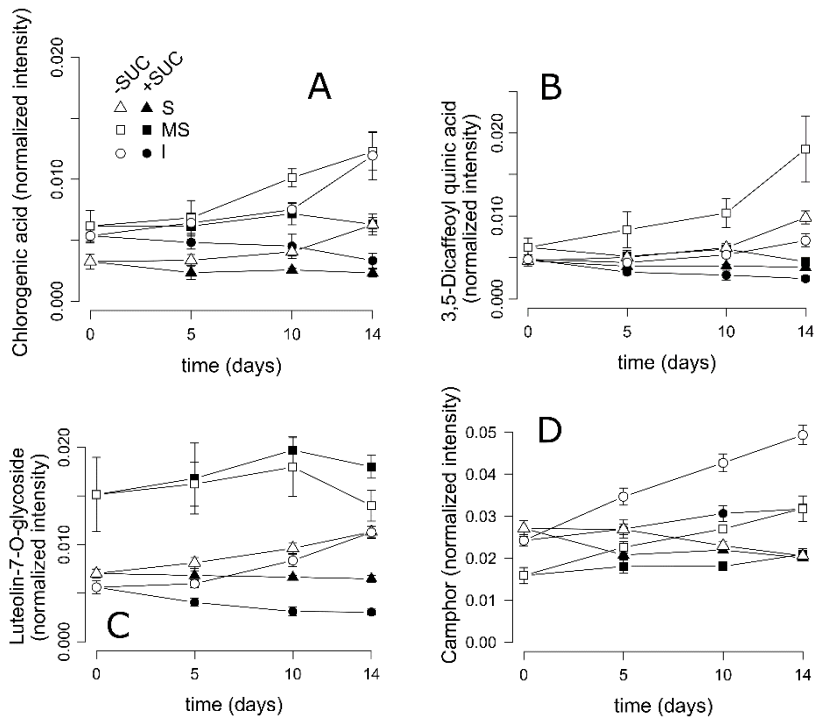 Chlorogenic acid (normalized intensity)
0.000
0.010
0.020
-SUC
+SUC
S
MS
I
A
0
5
10
14
time (days)
3,5-Dicaffeoyl quinic acid
(normalized intensity)
0.000
0.010
0.020
B
0
5
10
14
time (days)
Luteolin-7-O-glycoside
(normalized intensity)
0.000
0.010
0.020
C
0
5
10
14
time (days)
Camphor (normalized intensity)
0.05
0.04
0.03
0.02
0.01
0.00
D
0
5
10
14
time (days)